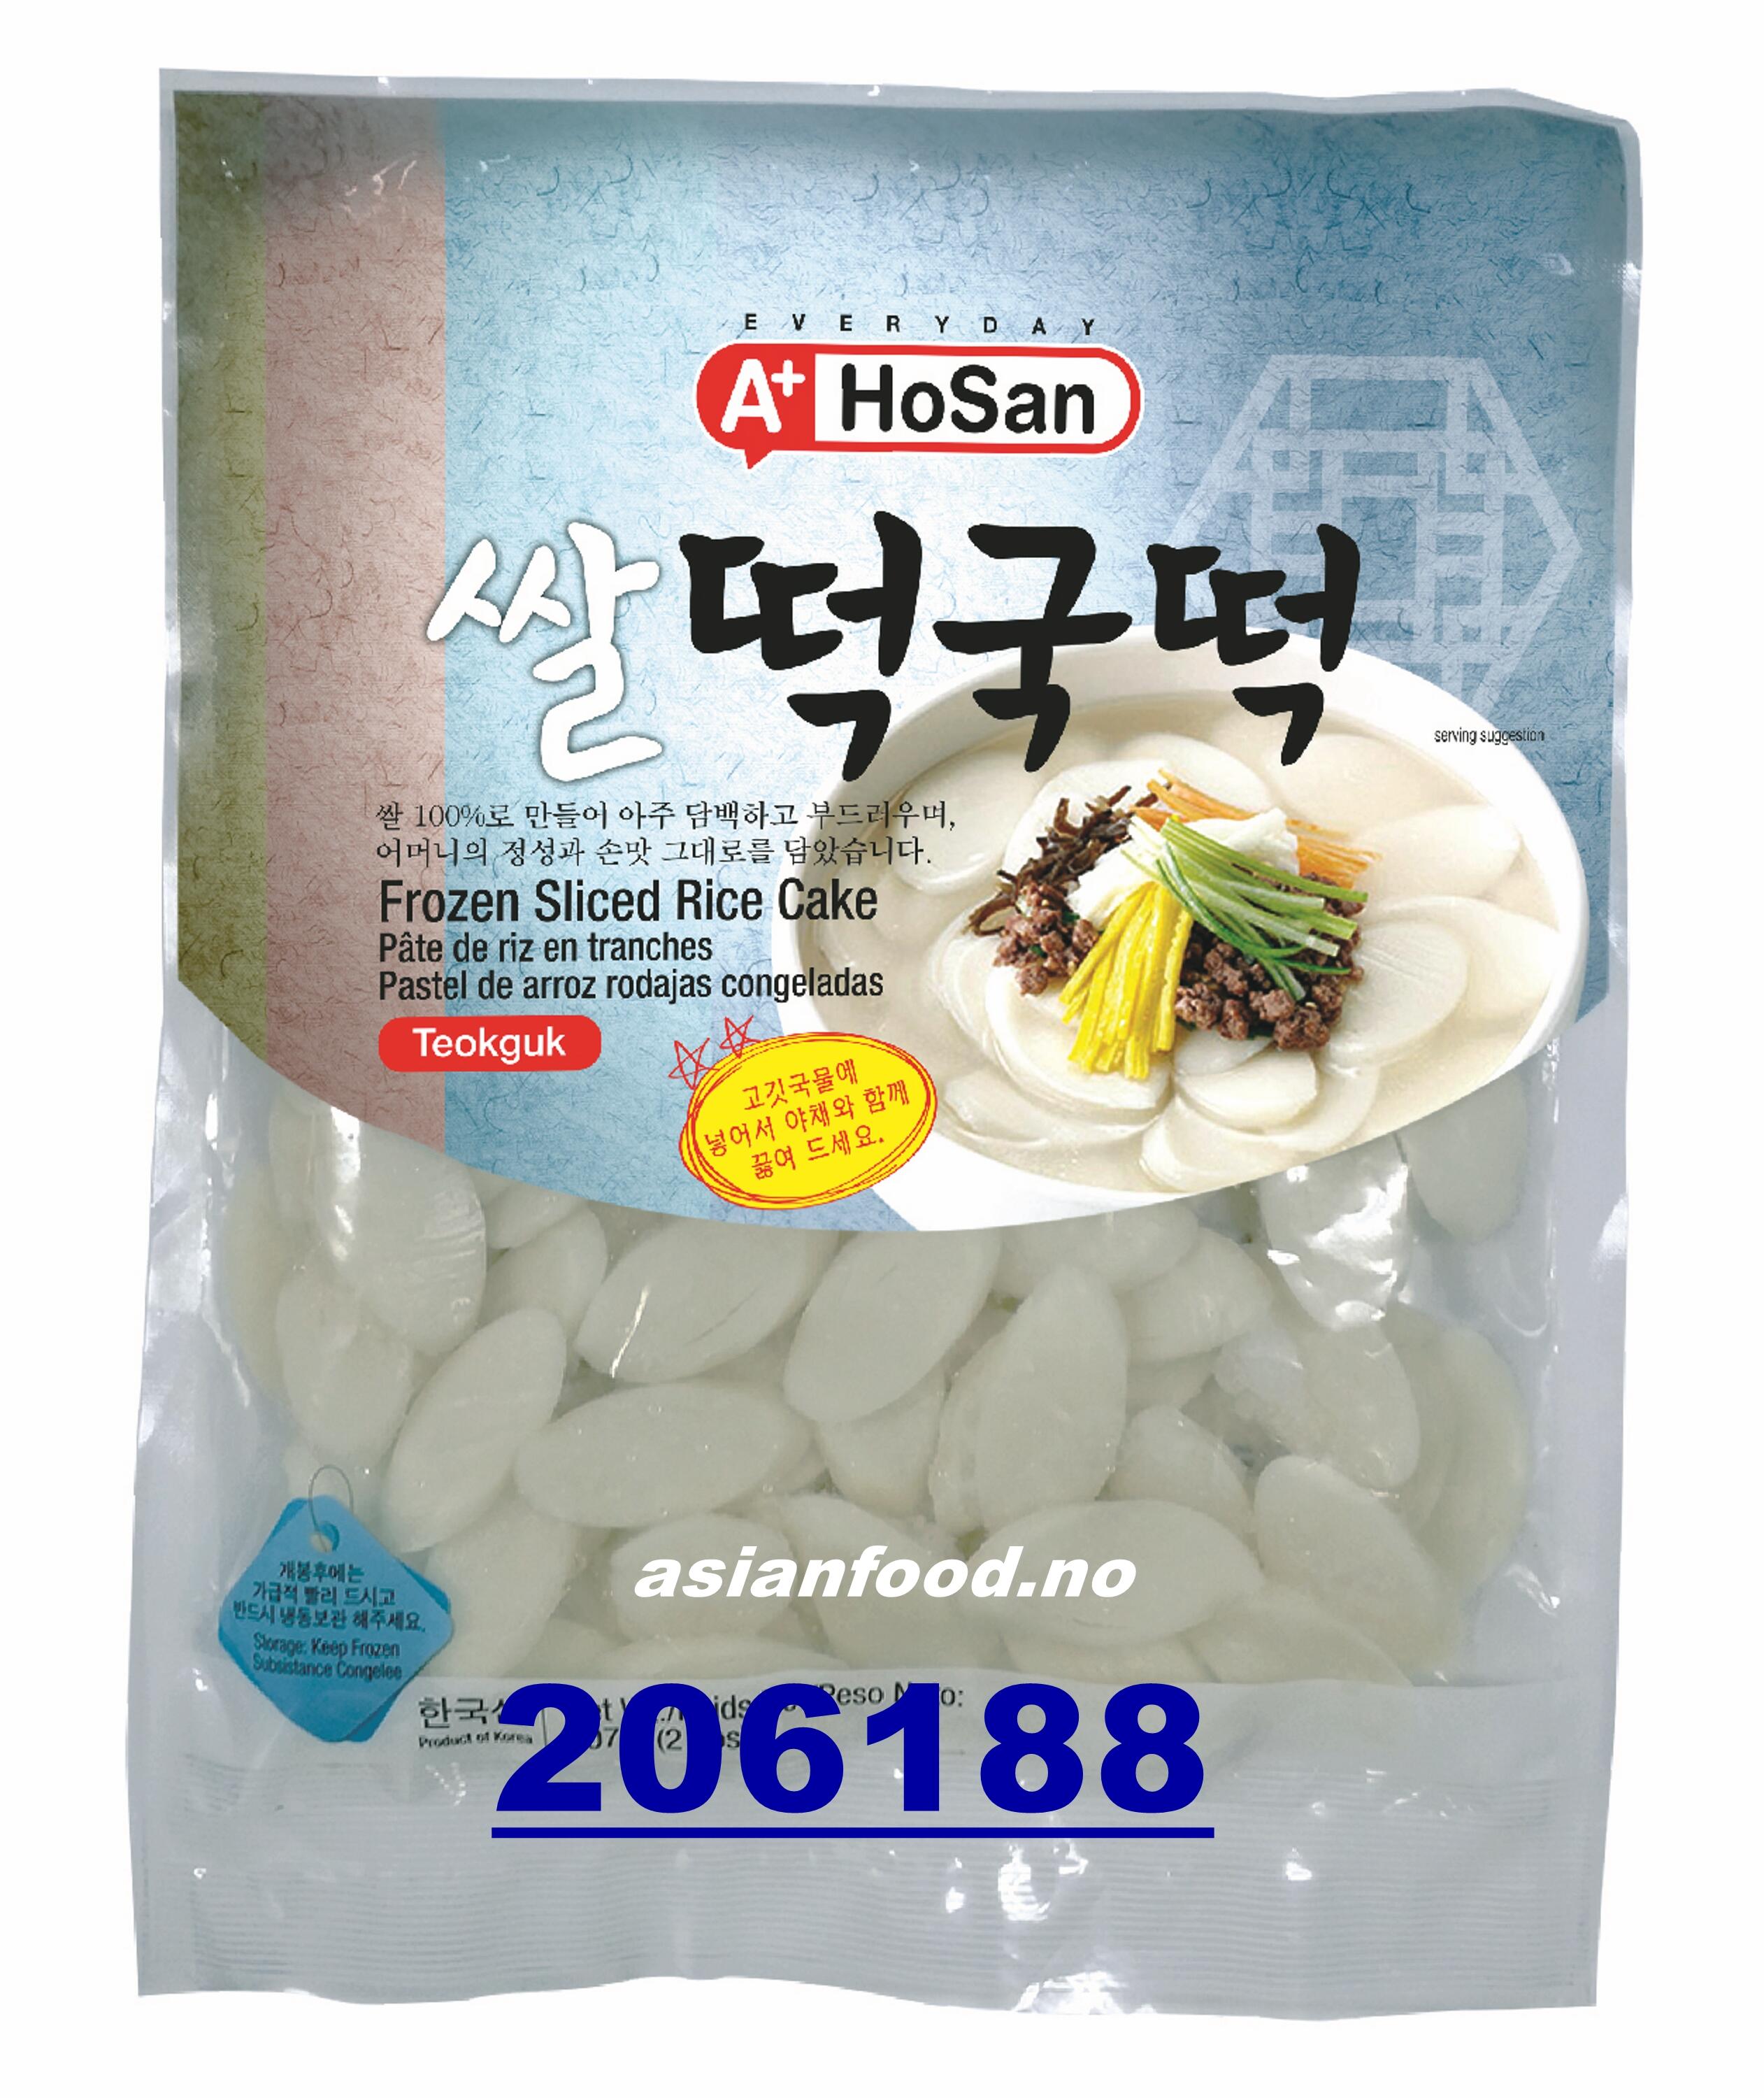 EVERYDAY
A+ HoSan
쌀떡국떡
serving suggestion
쌀 100%로 만들어 아주 담백하고 부드러우며,
어머니의 정성과 손맛 그대로를 담았습니다.
Frozen Sliced Rice Cake
Pâte de riz en tranches
Pastel de arroz rodajas congeladas
Teokguk
고깃국물에
넣어서 야채와 함께
끓여 드세요.
asianfood.no
개봉후에는
가급적 빨리 드시고
반드시 냉동보관 해주세요.
Storage: Keep Frozen
Subsistance Congelee
Product of Korea
206188